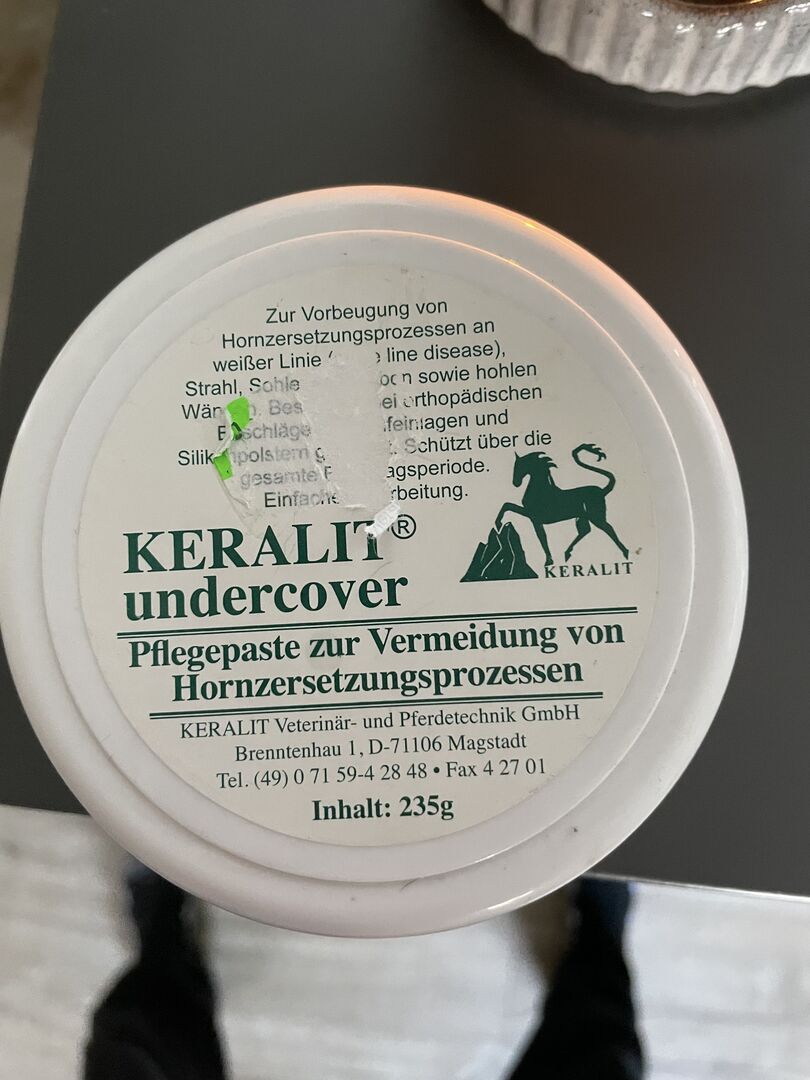 Zur Vorbeugung von
Hornzersetzungsprozessen an
weißer Linie ( line disease),
Strahl, Sohle sowie hohlen
orthopädischen
und
Schützt über die
gesamte
Einfache
KERALIT®
undercover
KERALIT
Pflegepaste zur Vermeidung von
Hornzersetzungsprozessen
KERALIT Veterinär- und Pferdetechnik GmbH
Brenntenhau 1, D-71106 Magstadt
Tel. (49) 0 71 59-4 28 48 • Fax 4 27 01
Inhalt: 235g